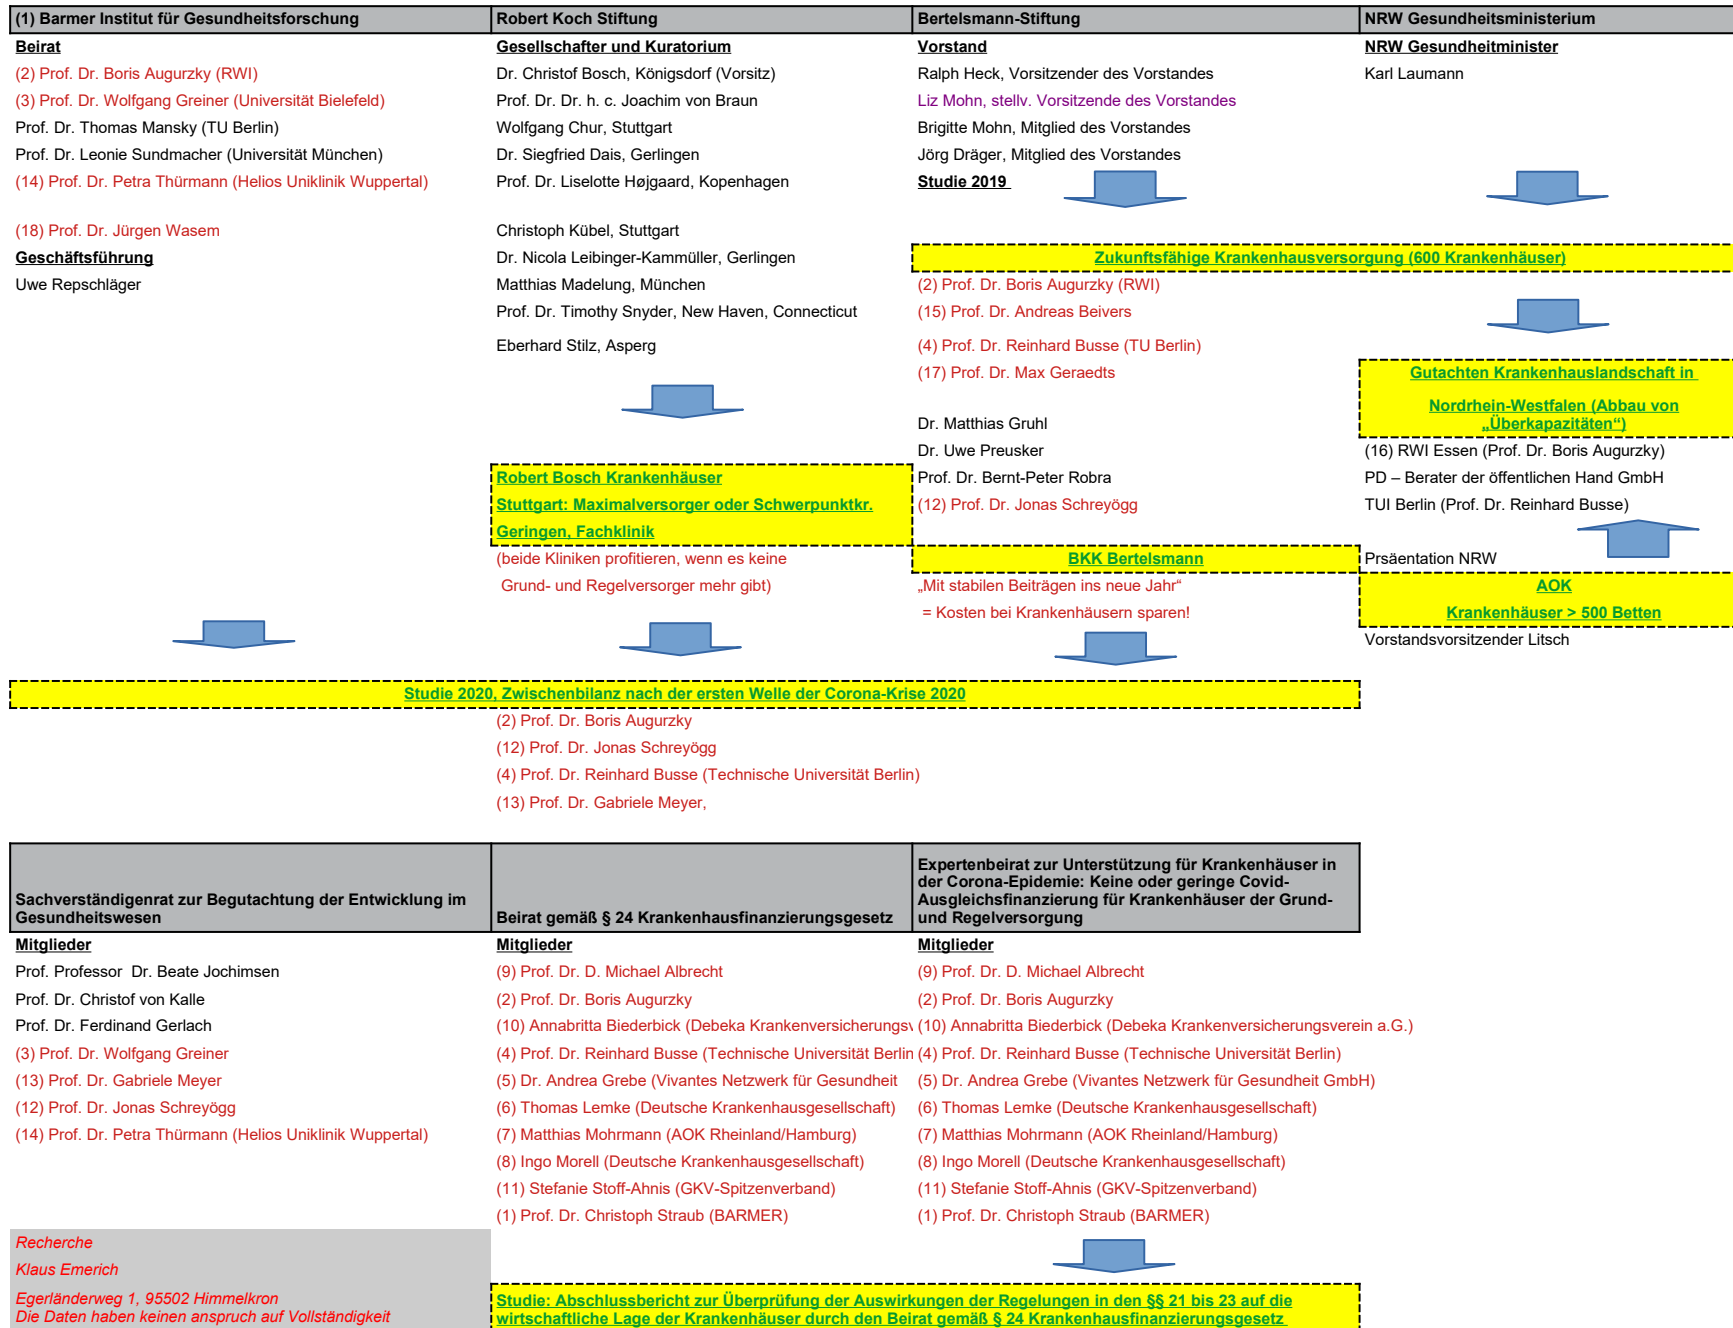 (1) Barmer Institut für Gesundheitsforschung
Beirat
(2) Prof. Dr. Boris Augurzky (RWI)
(3) Prof. Dr. Wolfgang Greiner (Universität Bielefeld)
Prof. Dr. Thomas Mansky (TU Berlin)
Prof. Dr. Leonie Sundmacher (Universität München)
(14) Prof. Dr. Petra Thürmann (Helios Uniklinik Wuppertal)
(18) Prof. Dr. Jürgen Wasem
Geschäftsführung
Uwe Repschläger
Robert Koch Stiftung
Gesellschafter und Kuratorium
Dr. Christof Bosch, Königsdorf (Vorsitz)
Prof. Dr. Dr. h. c. Joachim von Braun
Wolfgang Chur, Stuttgart
Dr. Siegfried Dais, Gerlingen
Prof. Dr. Liselotte Højgaard, Kopenhagen
Christoph Kübel, Stuttgart
Dr. Nicola Leibinger-Kammüller, Gerlingen
Matthias Madelung, München
Prof. Dr. Timothy Snyder, New Haven, Connecticut
Eberhard Stilz, Asperg
Robert Bosch Krankenhäuser
Stuttgart: Maximalversorger oder Schwerpunktkr.
Geringen, Fachklinik
(beide Kliniken profitieren, wenn es keine
Grund- und Regelversorger mehr gibt)
Bertelsmann-Stiftung
Vorstand
Ralph Heck, Vorsitzender des Vorstandes
Liz Mohn, stellv. Vorsitzende des Vorstandes
Brigitte Mohn, Mitglied des Vorstandes
Jörg Dräger, Mitglied des Vorstandes
Studie 2019
Zukunftsfähige Krankenhausversorgung (600 Krankenhäuser)
(2) Prof. Dr. Boris Augurzky (RWI)
(15) Prof. Dr. Andreas Beivers
(4) Prof. Dr. Reinhard Busse (TU Berlin)
(17) Prof. Dr. Max Geraedts
Dr. Matthias Gruhl
Dr. Uwe Preusker
Prof. Dr. Bernt-Peter Robra
(12) Prof. Dr. Jonas Schreyögg
BKK Bertelsmann
„Mit stabilen Beiträgen ins neue Jahr“
= Kosten bei Krankenhäusern sparen!
NRW Gesundheitsministerium
NRW Gesundheitminister
Karl Laumann
Gutachten Krankenhauslandschaft in
Nordrhein-Westfalen (Abbau von
„Überkapazitäten“)
(16) RWI Essen (Prof. Dr. Boris Augurzky)
PD – Berater der öffentlichen Hand GmbH
TUI Berlin (Prof. Dr. Reinhard Busse)
Prsäentation NRW
AOK
Krankenhäuser > 500 Betten
Vorstandsvorsitzender Litsch
Studie 2020, Zwischenbilanz nach der ersten Welle der Corona-Krise 2020
(2) Prof. Dr. Boris Augurzky
(12) Prof. Dr. Jonas Schreyögg
(4) Prof. Dr. Reinhard Busse (Technische Universität Berlin)
(13) Prof. Dr. Gabriele Meyer,
Sachverständigenrat zur Begutachtung der Entwicklung im
Gesundheitswesen
Mitglieder
Prof. Professor  Dr. Beate Jochimsen
Prof. Dr. Christof von Kalle
Prof. Dr. Ferdinand Gerlach
(3) Prof. Dr. Wolfgang Greiner
(13) Prof. Dr. Gabriele Meyer
(12) Prof. Dr. Jonas Schreyögg
(14) Prof. Dr. Petra Thürmann (Helios Uniklinik Wuppertal)
Recherche
Klaus Emerich
Egerländerweg 1, 95502 Himmelkron
Die Daten haben keinen anspruch auf Vollständigkeit
Beirat gemäß § 24 Krankenhausfinanzierungsgesetz
Mitglieder
(9) Prof. Dr. D. Michael Albrecht
(2) Prof. Dr. Boris Augurzky
(10) Annabritta Biederbick (Debeka Krankenversicherungsv
(4) Prof. Dr. Reinhard Busse (Technische Universität Berlin
(5) Dr. Andrea Grebe (Vivantes Netzwerk für Gesundheit
(6) Thomas Lemke (Deutsche Krankenhausgesellschaft)
(7) Matthias Mohrmann (AOK Rheinland/Hamburg)
(8) Ingo Morell (Deutsche Krankenhausgesellschaft)
(11) Stefanie Stoff-Ahnis (GKV-Spitzenverband)
(1) Prof. Dr. Christoph Straub (BARMER)
Expertenbeirat zur Unterstützung für Krankenhäuser in
der Corona-Epidemie: Keine oder geringe Covid-
Ausgleichsfinanzierung für Krankenhäuser der Grund-
und Regelversorgung
Mitglieder
(9) Prof. Dr. D. Michael Albrecht
(2) Prof. Dr. Boris Augurzky
(10) Annabritta Biederbick (Debeka Krankenversicherungsverein a.G.)
(4) Prof. Dr. Reinhard Busse (Technische Universität Berlin)
(5) Dr. Andrea Grebe (Vivantes Netzwerk für Gesundheit GmbH)
(6) Thomas Lemke (Deutsche Krankenhausgesellschaft)
(7) Matthias Mohrmann (AOK Rheinland/Hamburg)
(8) Ingo Morell (Deutsche Krankenhausgesellschaft)
(11) Stefanie Stoff-Ahnis (GKV-Spitzenverband)
(1) Prof. Dr. Christoph Straub (BARMER)
Studie: Abschlussbericht zur Überprüfung der Auswirkungen der Regelungen in den §§ 21 bis 23 auf die
wirtschaftliche Lage der Krankenhäuser durch den Beirat gemäß § 24 Krankenhausfinanzierungsgesetz